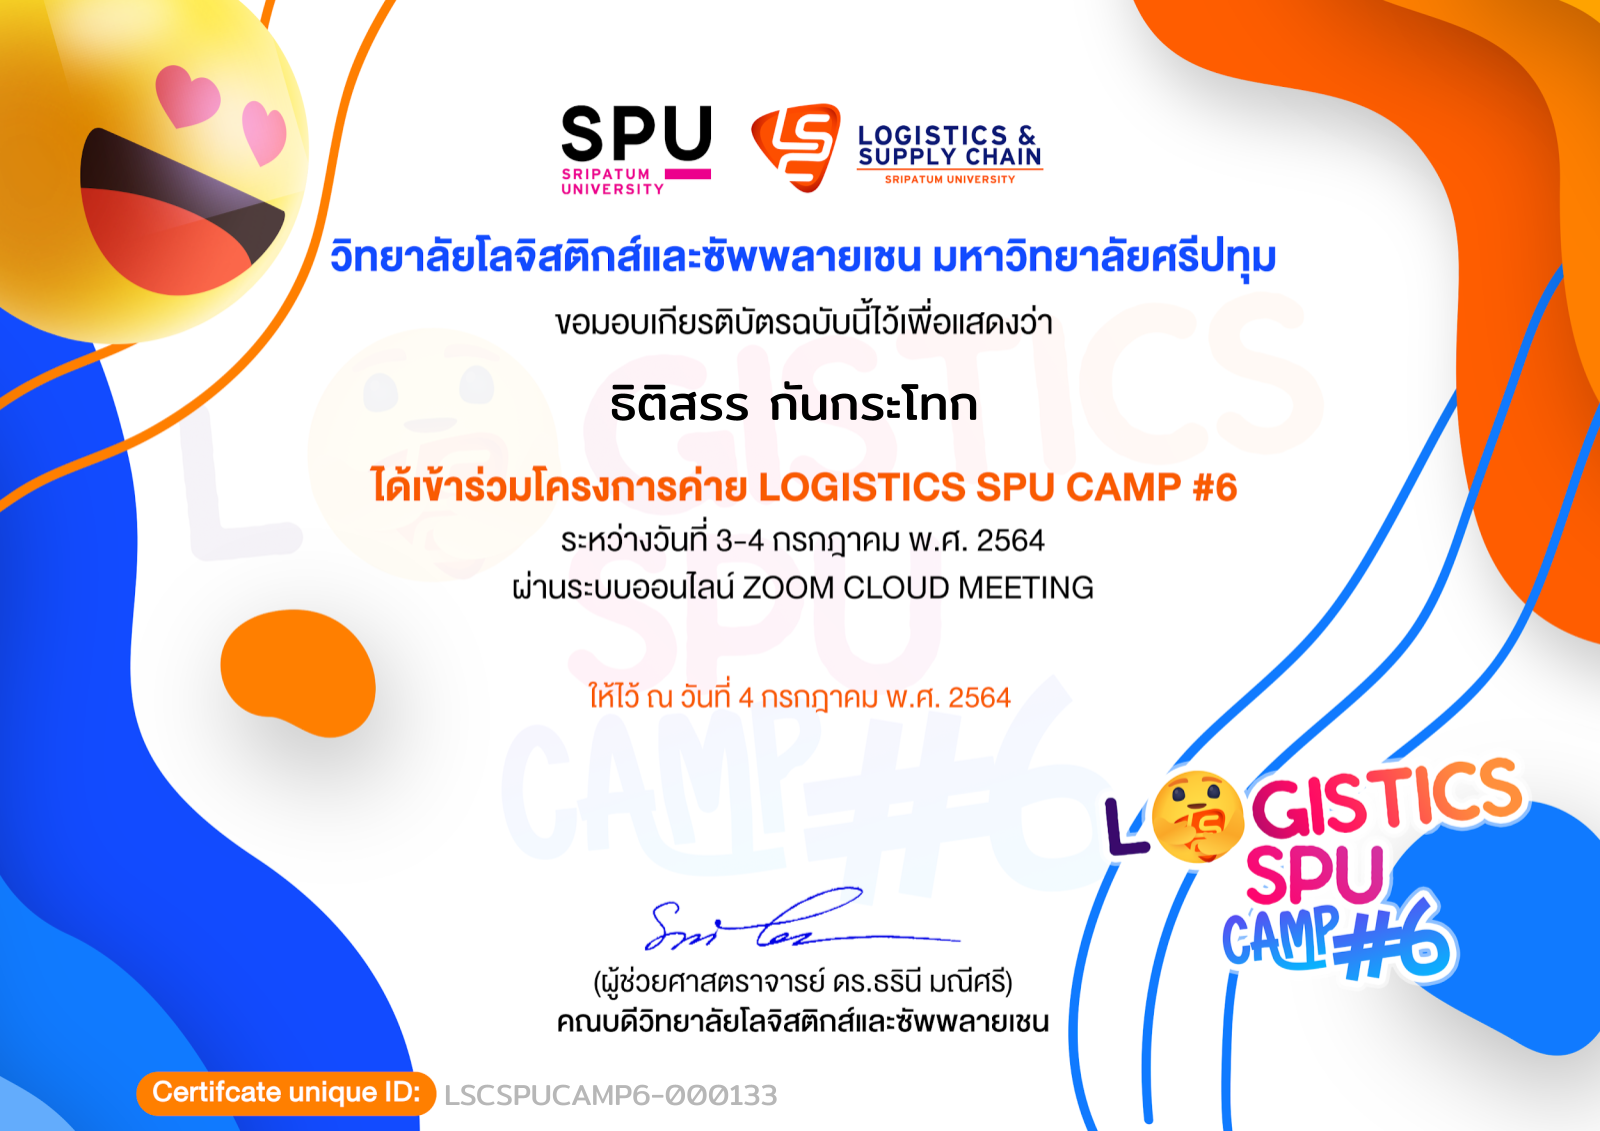 SPU
SRIPATUM
UNIVERSITY
LOGISTICS &
SUPPLY CHAIN
SRIPATUM UNIVERSITY
วิทยาลัยโลจิสติกส์และซัพพลายเชน มหาวิทยาลัยศรีปทุม
ขอมอบเกียรติบัตรฉบับนี้ไว้เพื่อแสดงว่า
ธิติสรร กันกระโทก
ได้เข้าร่วมโครงการค่าย LOGISTICS SPU CAMP #6
ระหว่างวันที่ 3-4 กรกฎาคม พ.ศ. 2564
ผ่านระบบออนไลน์ ZOOM CLOUD MEETING
ให้ไว้ ณ วันที่ 4 กรกฎาคม พ.ศ. 2564
LOGISTICS
SPU
CAMP #6
(ผู้ช่วยศาสตราจารย์ ดร.ธรินี มณีศรี)
คณบดีวิทยาลัยโลจิสติกส์และซัพพลายเชน
Certifcate unique ID: LSCSPUCAMP6-000133